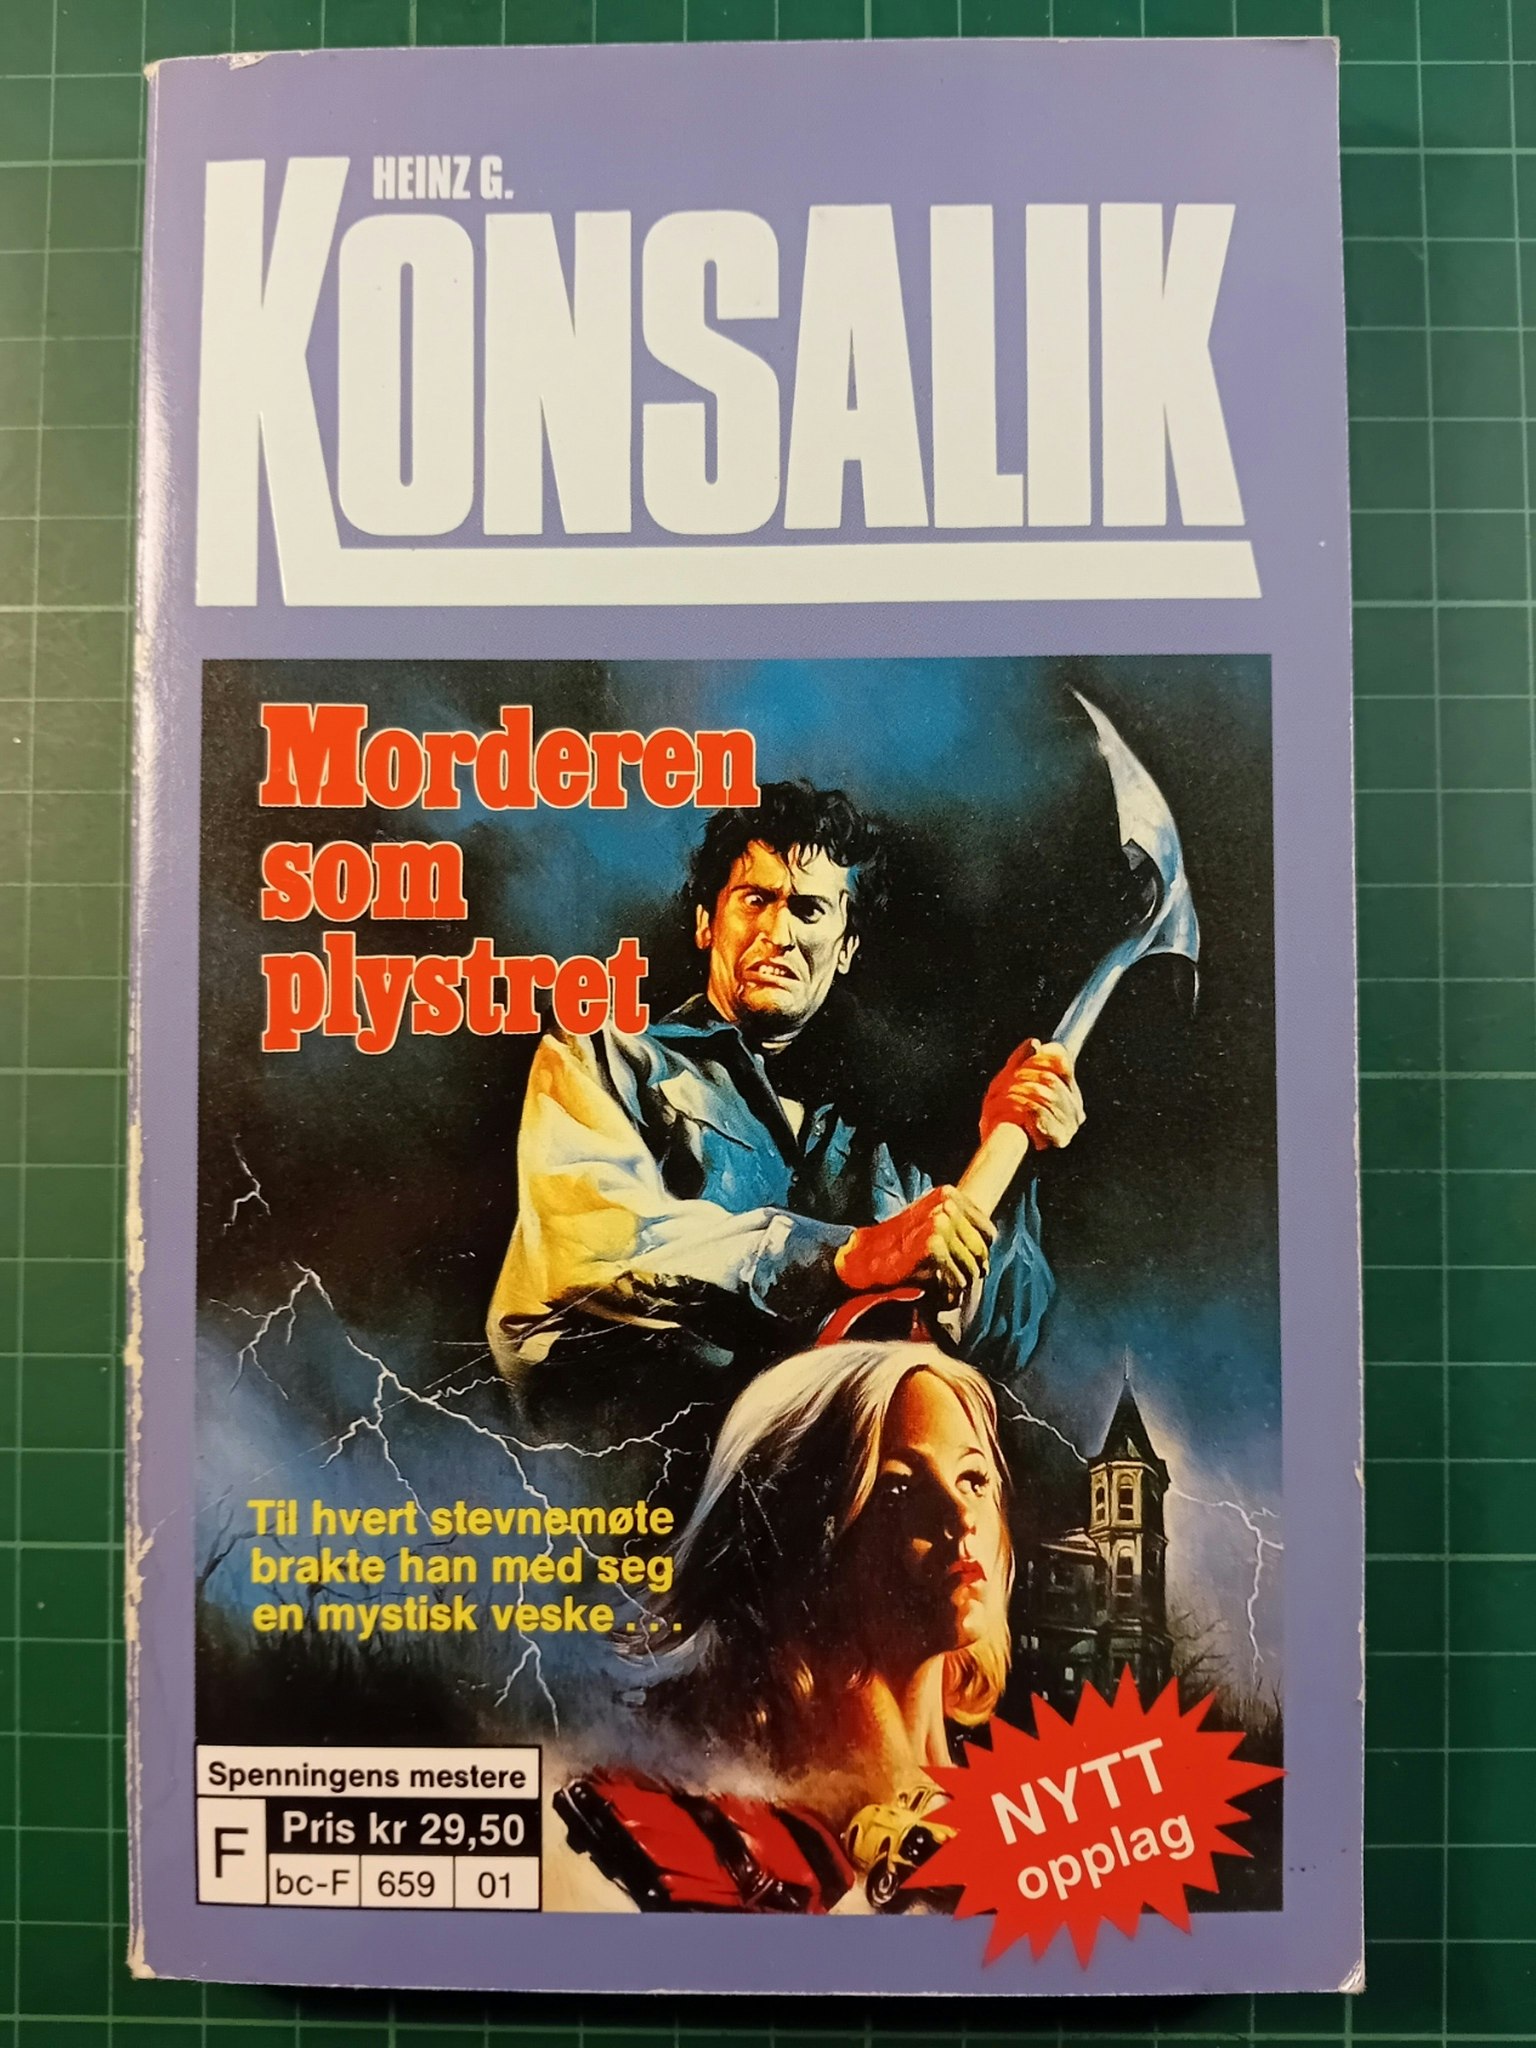 HEINZ G.
KONSALIK
Morderen
som
plystret
Til hvert stevnemøte
brakte han med seg
en mystisk veske . . .
Spenningens mestere
F
Pris kr 29,50
bc-F 659 01
NYTT
opplag